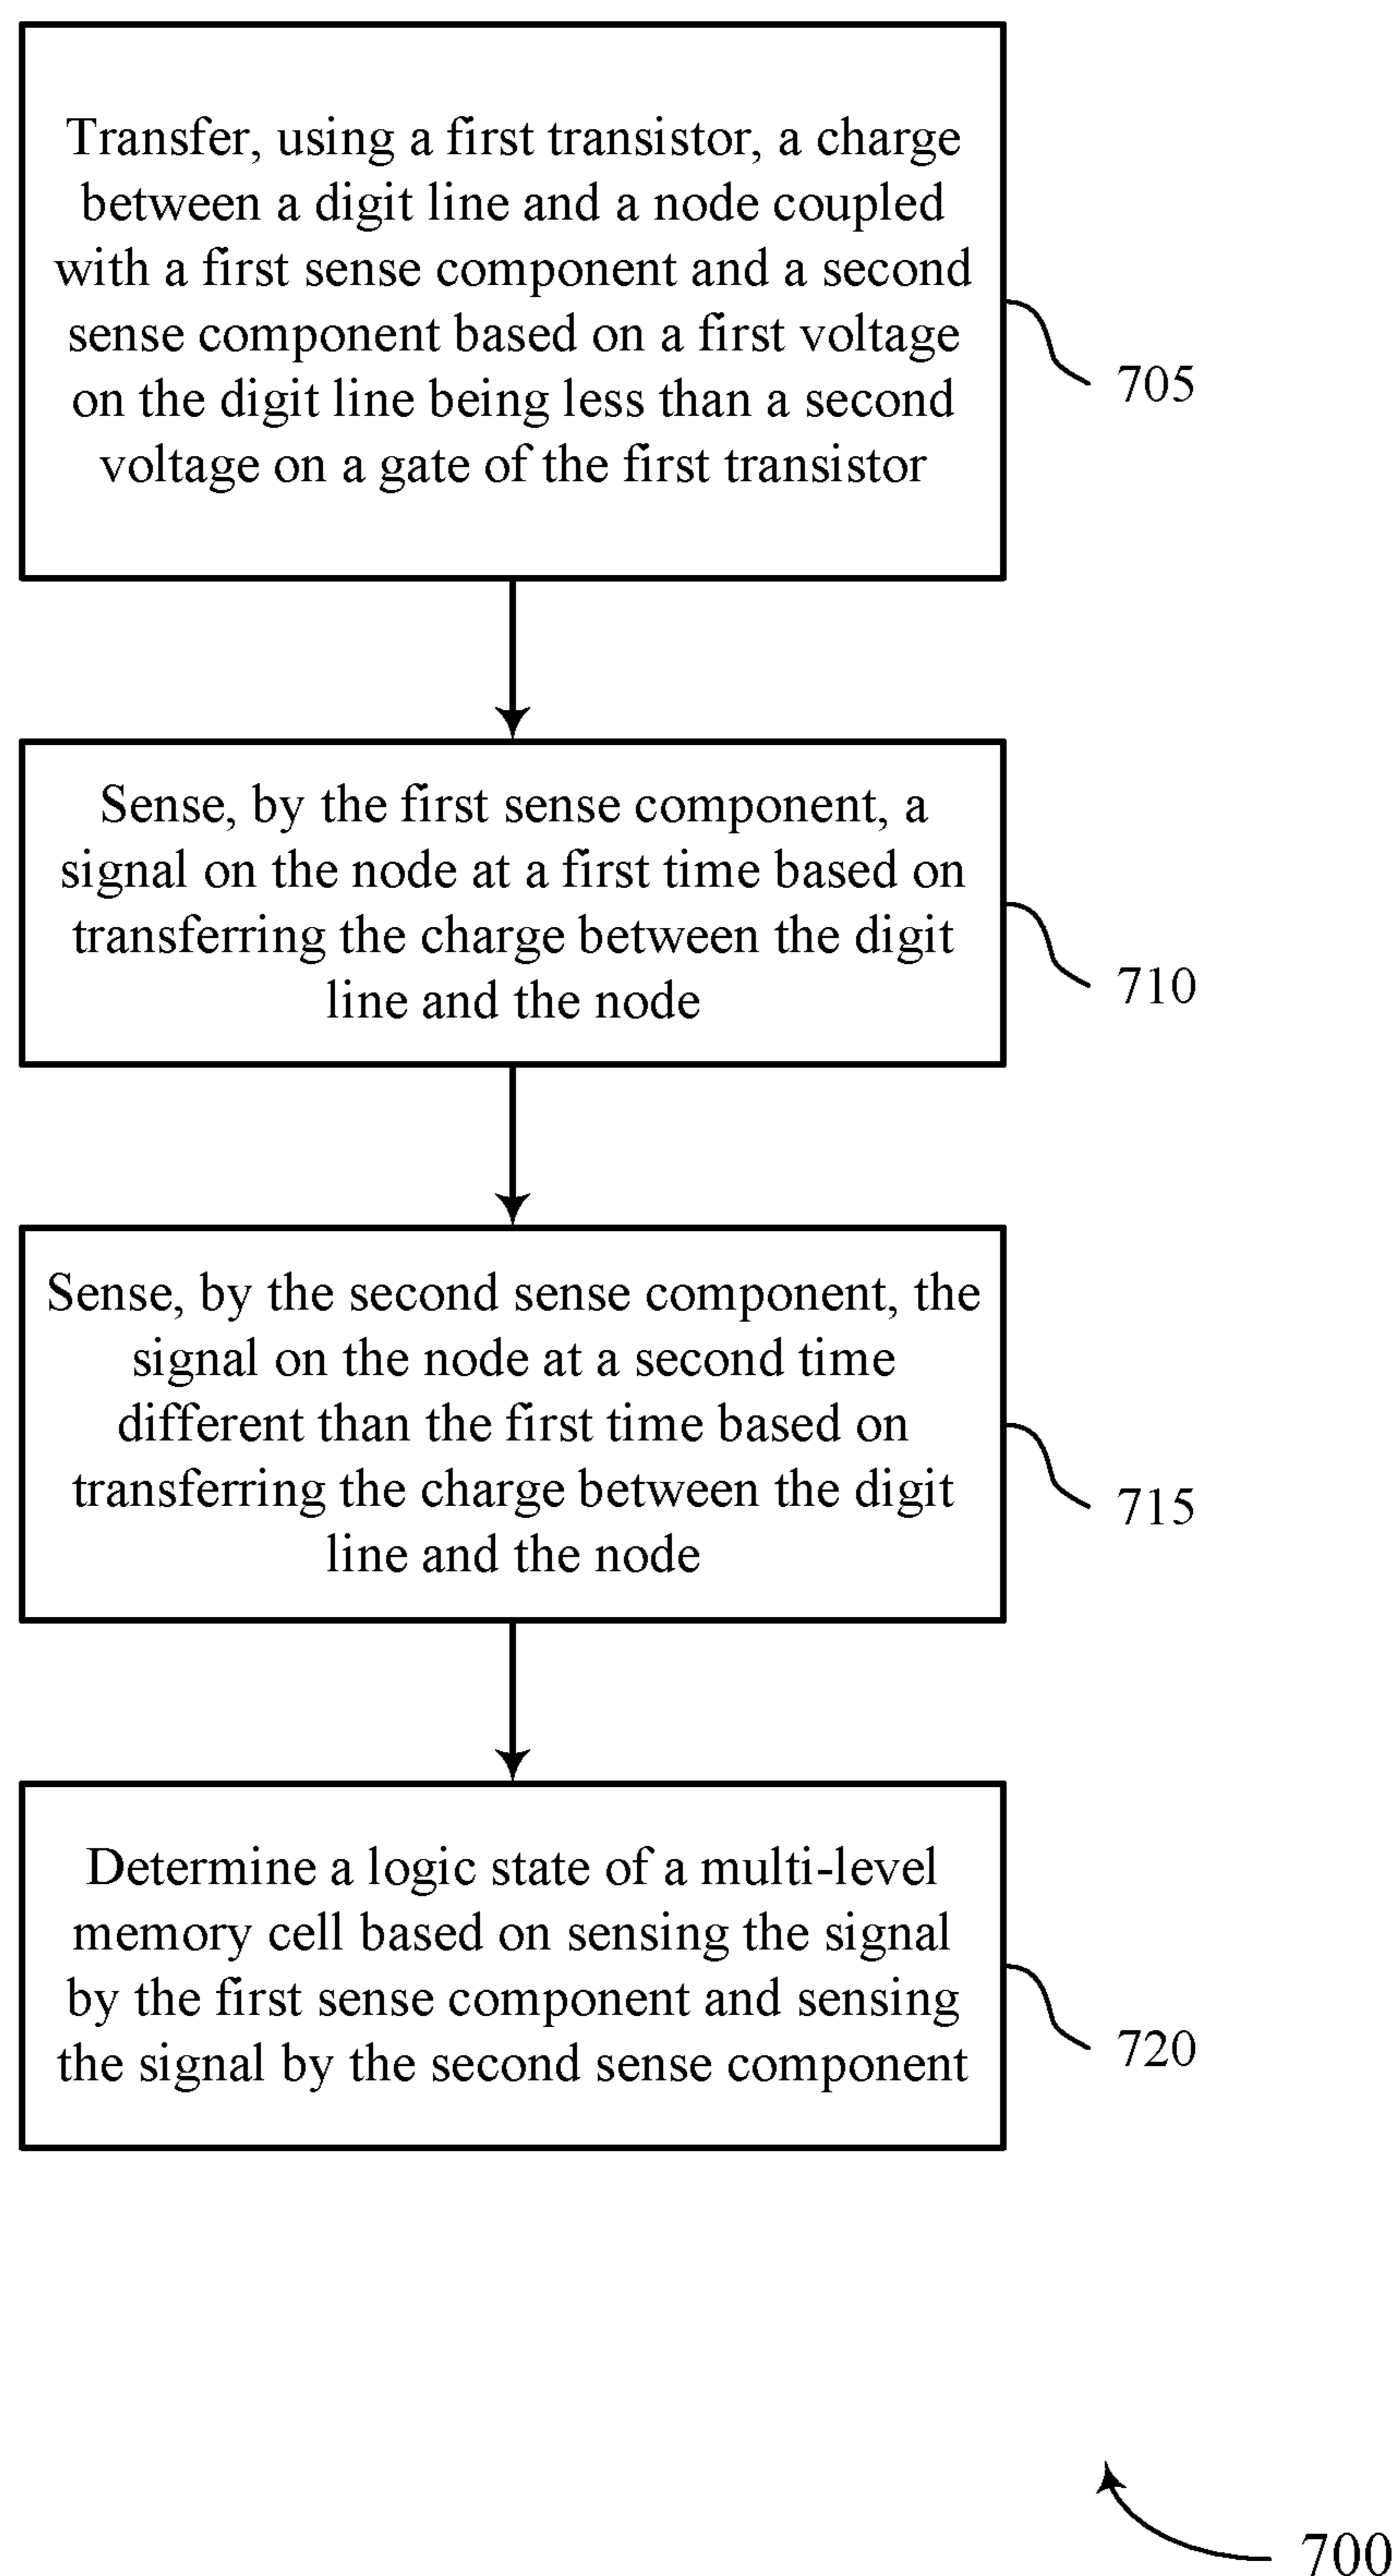 Transfer, using a first transistor, a charge
between a digit line and a node coupled
with a first sense component and a second
sense component based on a first voltage
on the digit line being less than a second
voltage on a gate of the first transistor
705
Sense, by the first sense component, a
signal on the node at a first time based on
transferring the charge between the digit
line and the node
710
Sense, by the second sense component, the
signal on the node at a second time
different than the first time based on
transferring the charge between the digit
line and the node
715
Determine a logic state of a multi-level
memory cell based on sensing the signal
by the first sense component and sensing
the signal by the second sense component
720
700